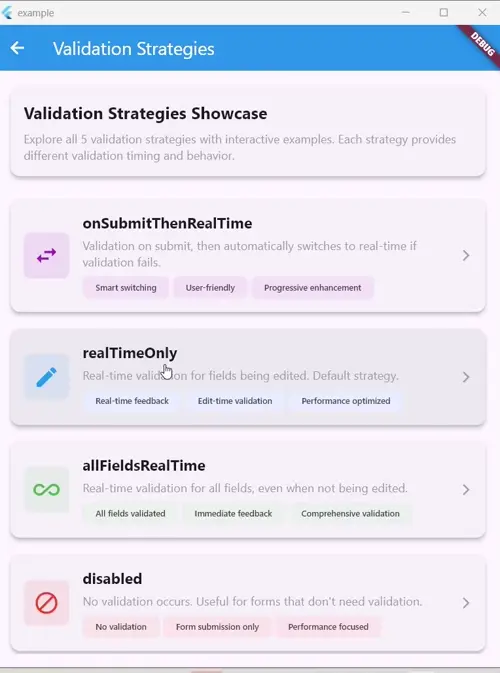 example
Validation Strategies
DEBUG
Validation Strategies Showcase
Explore all 5 validation strategies with interactive examples. Each strategy provides
different validation timing and behavior.
onSubmitThenRealTime
Validation on submit, then automatically switches to real-time if
validation fails.
Smart switching User-friendly Progressive enhancement
realTimeOnly
Real-time validation for fields being edited. Default strategy.
Real-time feedback Edit-time validation Performance optimized
allFieldsRealTime
Real-time validation for all fields, even when not being edited.
All fields validated Immediate feedback Comprehensive validation
disabled
No validation occurs. Useful for forms that don't need validation.
No validation Form submission only Performance focused